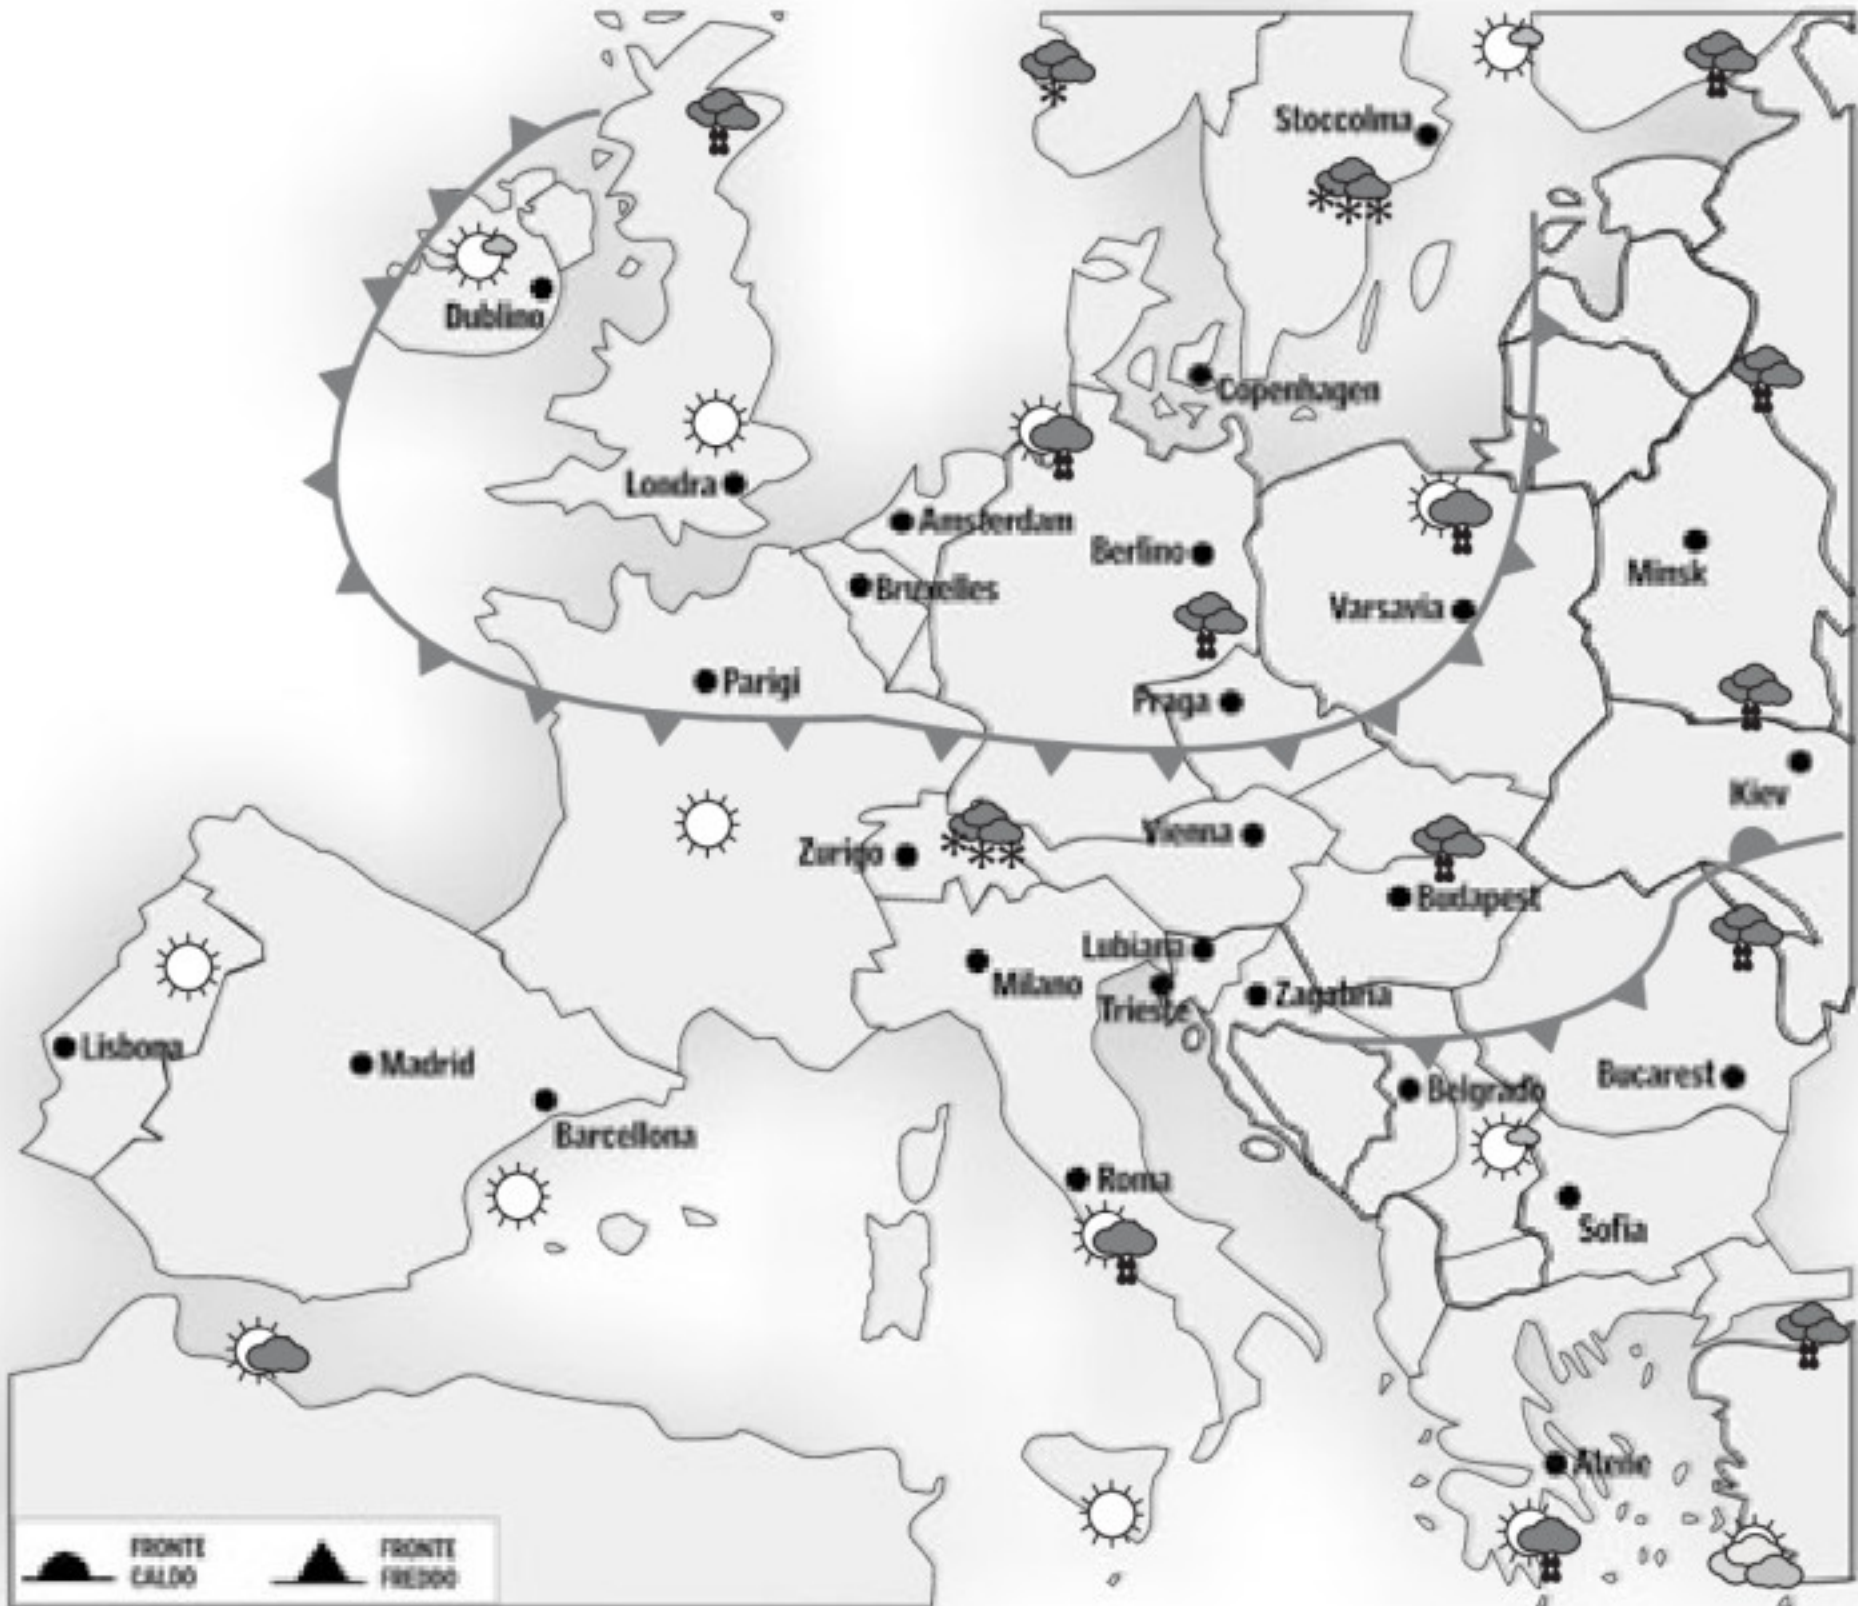 Stoccolma
Dublino
Copenhagen
Londra
Amsterdam
Berlino
Minsk
Bruxelles
Varsavia
Parigi
Praga
Kiev
Vienna
Zurigo
Budapest
Lubiana
Milano
Zagabria
Trieste
Lisbona
Madrid
Bucarest
Belgrado
Barcellona
Roma
Sofia
Atene
FRONTE
CALDO
FRONTE
FREDDO